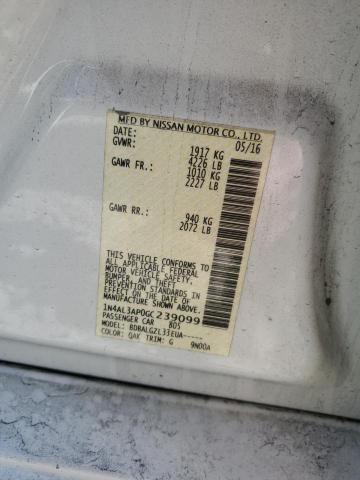 MFD BY NISSAN MOTOR CO., LTD.
DATE: 05/16
GVWR: 1917 KG
4226 LB
GAWR FR.: 1010 KG
2227 LB
GAWR RR.: 940 KG
2072 LB
THIS VEHICLE CONFORMS TO
ALL APPLICABLE FEDERAL
MOTOR VEHICLE SAFETY,
BUMPER, AND THEFT
PREVENTION STANDARDS IN
EFFECT ON THE DATE OF
MANUFACTURE SHOWN ABOVE.
1N4AL3AP0GC239099
PASSENGER CAR BDS
MODEL: BDBALGZL33EUA-----
COLOR: QAK TRIM: G 9N00A